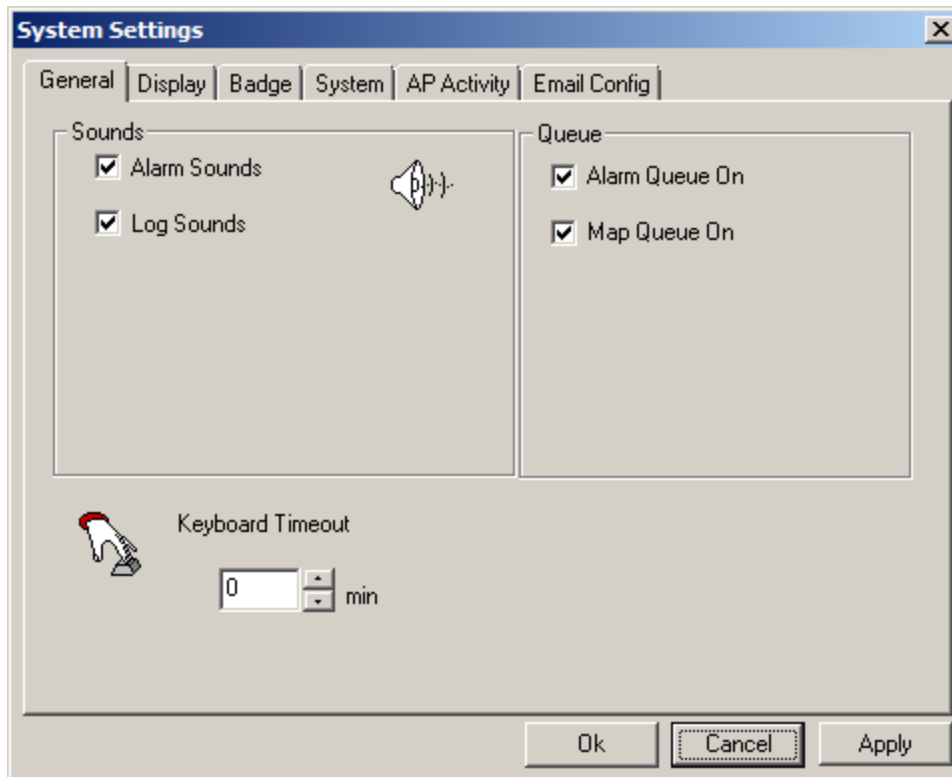 System Settings
General Display Badge System AP Activity Email Config
Sounds
Alarm Sounds
Log Sounds
Queue
Alarm Queue On
Map Queue On
Keyboard Timeout
0 min
Ok Cancel Apply